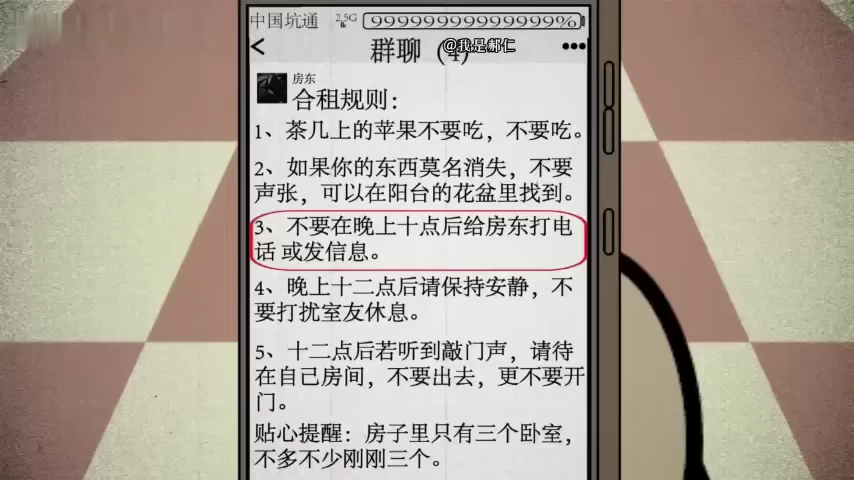 中国坑通 2.5G 99999999999999%
群聊 (4)
@我是郝仁
房东
合租规则：
1、茶几上的苹果不要吃，不要吃。
2、如果你的东西莫名消失，不要
声张，可以在阳台的花盆里找到。
3、不要在晚上十点后给房东打电
话 或发信息。
4、晚上十二点后请保持安静，不
要打扰室友休息。
5、十二点后若听到敲门声，请待
在自己房间，不要出去，更不要开
门。
贴心提醒：房子里只有三个卧室，
不多不少刚刚三个。